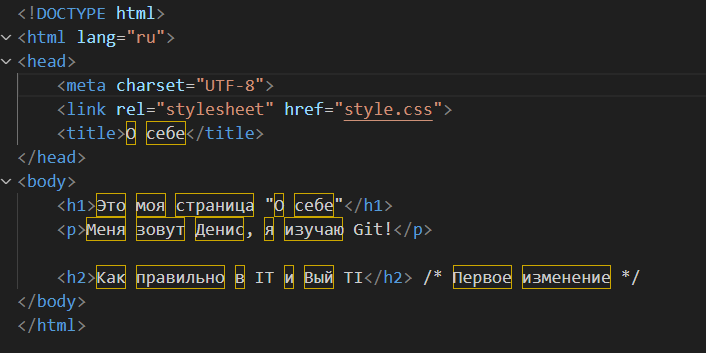 <!DOCTYPE html>
<html lang="ru">
<head>
<meta charset="UTF-8">
<link rel="stylesheet" href="style.css">
<title>О себе</title>
</head>
<body>
<h1>Это моя страница "О себе"</h1>
<p>Меня зовут Денис, я изучаю Git!</p>
<h2>Как правильно в IT и Вый TI</h2> /* Первое изменение */
</body>
</html>